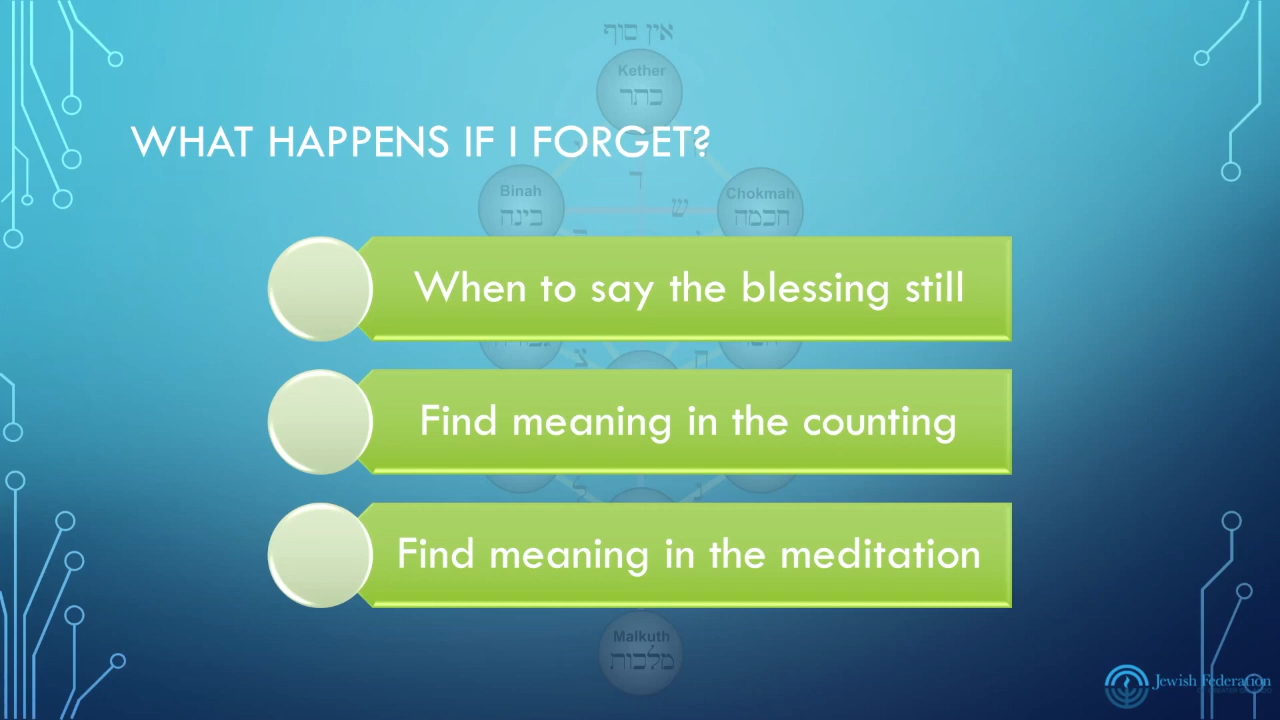 אין סוף
Kether
כתר
WHAT HAPPENS IF I FORGET?
ך
Binah
בינה
ש
Chokmah
חכמה
When to say the blessing still
צ
ח
Find meaning in the counting
ל
נ
Find meaning in the meditation
Malkuth
מלכות
Jewish Federation